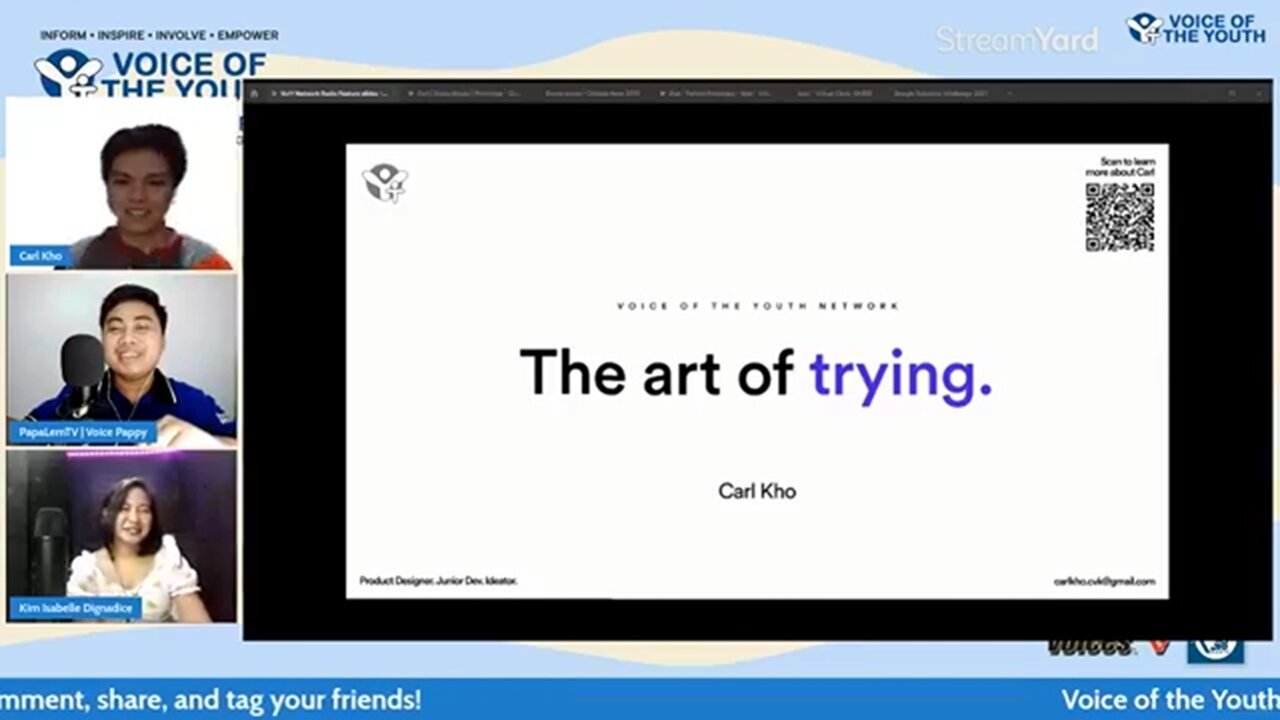 INFORM • INSPIRE • INVOLVE • EMPOWER
VOICE OF
THE YOU
StreamYard
VOICE OF
THE YOUTH
Scan to learn
more about Carl
VOICE OF THE YOUTH NETWORK
The art of trying.
Carl Kho
Product Designer. Junior Dev. Ideator.
carlkho.cvk@gmail.com
Carl Kho
PapaLemTV | Voice Pappy
Kim Isabelle Dignadice
mment, share, and tag your friends!
Voice of the Youth